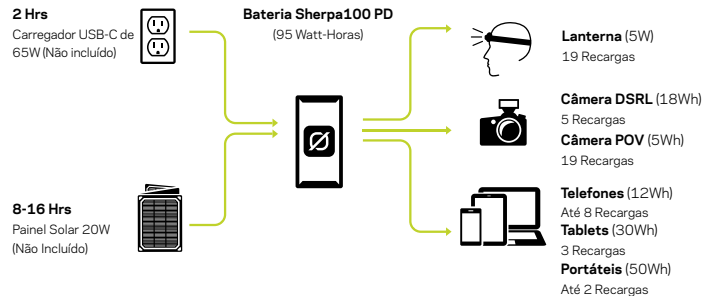 2 Hrs
Carregador USB-C de
65W (Não incluído)
8-16 Hrs
Painel Solar 20W
(Não Incluído)
Bateria Sherpa100 PD
(95 Watt-Horas)
Lanterna (5W)
19 Recargas
Câmera DSRL (18Wh)
5 Recargas
Câmera POV (5Wh)
19 Recargas
Telefones (12Wh)
Até 8 Recargas
Tablets (30Wh)
3 Recargas
Portáteis (50Wh)
Até 2 Recargas